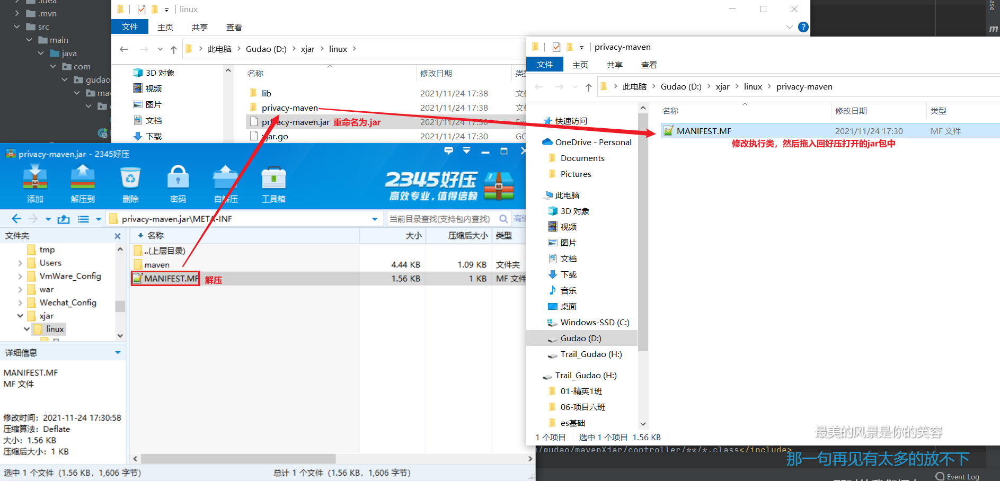 .idea
.mvn
src
main
java
com
gudao
linux
文件
主页
共享
查看
此电脑
Gudao (D:)
xjar
linux
3D 对象
视频
图片
文档
下载
名称
修改日期
lib
2021/11/24 17:38
privacy-maven
2021/11/24 17:38
privacy-maven.jar
重命名为.jar
2021/11/24 17:30
xjar.go
2021/11/24 17:30
privacy-maven
文件
主页
共享
查看
此电脑
Gudao (D:)
xjar
linux
privacy-maven
快速访问
OneDrive - Personal
Documents
Pictures
此电脑
3D 对象
视频
图片
文档
下载
音乐
桌面
Windows-SSD (C:)
Gudao (D:)
Trail_Gudao (H:)
Trail_Gudao (H:)
01-精英1班
06-项目六班
es基础
名称
修改日期
类型
MANIFEST.MF
2021/11/24 17:30
MF 文件
修改执行类，然后拖入回好压打开的jar包中
1 个项目
选中 1 个项目 1.56 KB
privacy-maven.jar - 2345好压
添加
解压到
删除
密码
自解压
工具箱
2345好压
高效专业，值得信赖
privacy-maven.jar\META-INF
当前目录查找(支持包内查找)
高级
文件夹
tmp
Users
VmWare_Config
war
Wechat_Config
xjar
linux
名称
大小
压缩后大小
类型
..(上层目录)
maven
4.44 KB
1.09 KB
文件夹
MANIFEST.MF
解压
1.56 KB
1 KB
MF 文件
详细信息
MANIFEST.MF
MF 文件
修改时间：2021-11-24 17:30:58
压缩算法：Deflate
大小：1.56 KB
压缩后大小：1 KB
选中 1 个文件（1.56 KB，1,606 字节）
总计 1 个文件（1.56 KB，1,606 字节）
/gudao/mavenXjar/controller/**/*.class</include>
最美的风景是你的笑容
那一句再见有太多的放不下
Event Log